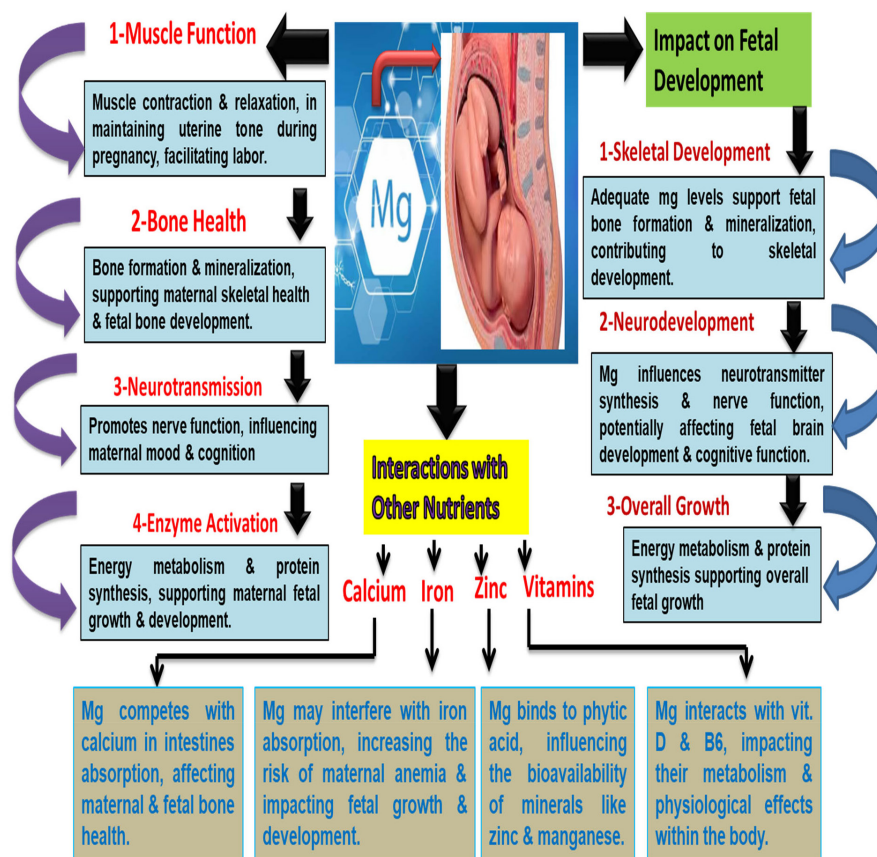 1-Muscle Function
Muscle contraction & relaxation, in
maintaining uterine tone during
pregnancy, facilitating labor.
2-Bone Health
Bone formation & mineralization,
supporting maternal skeletal health
& fetal bone development.
3-Neurotransmission
Promotes nerve function, influencing
maternal mood & cognition
4-Enzyme Activation
Energy metabolism & protein
synthesis, supporting maternal fetal
growth & development.
Mg
Impact on Fetal
Development
1-Skeletal Development
Adequate mg levels support fetal
bone formation & mineralization,
contributing to skeletal
development.
2-Neurodevelopment
Mg influences neurotransmitter
synthesis & nerve function,
potentially affecting fetal brain
development & cognitive function.
3-Overall Growth
Energy metabolism & protein
synthesis supporting overall
fetal growth
Interactions with
Other Nutrients
Calcium Iron Zinc Vitamins
Mg competes with
calcium in intestines
absorption, affecting
maternal & fetal bone
health.
Mg may interfere with iron
absorption, increasing the
risk of maternal anemia &
impacting fetal growth &
development.
Mg binds to phytic
acid, influencing
the bioavailability
of minerals like
zinc & manganese.
Mg interacts with vit.
D & B6, impacting
their metabolism &
physiological effects
within the body.